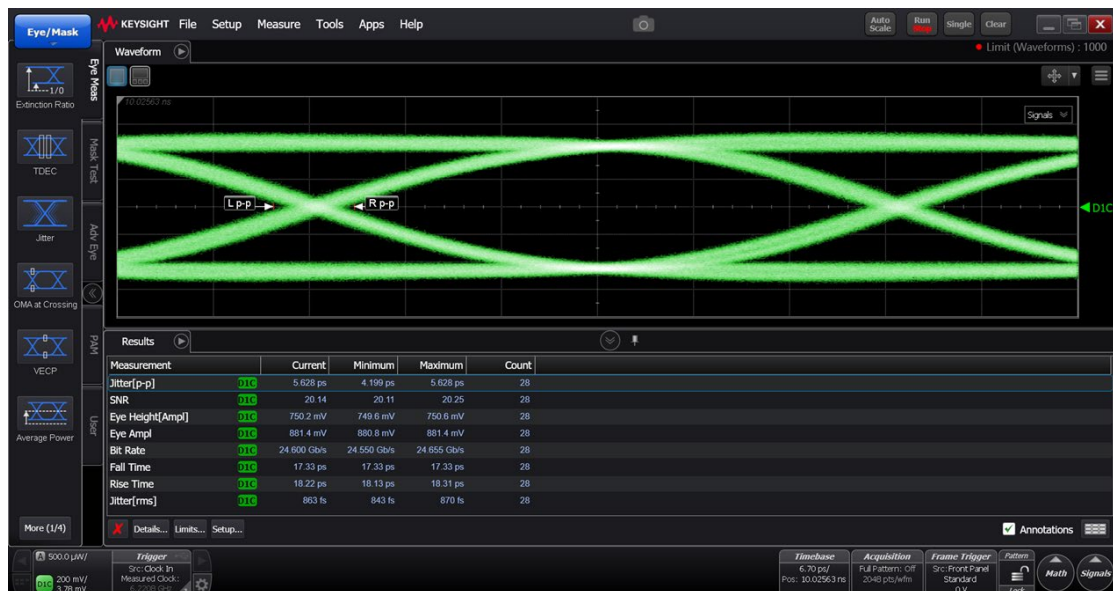 Eye/Mask
KEYSIGHT File Setup Measure Tools Apps Help
Auto Scale
Run Stop
Single
Clear
Waveform
Limit (Waveforms) : 1000
10.02563 ns
Signals
L p-p
R p-p
D1C
1/0
Extinction Ratio
TDEC
Jitter
OMA at Crossing
VECP
Average Power
More (1/4)
Eye Meas
Mask Test
Adv Eye
PAM
User
Results
Measurement Current Minimum Maximum Count
Jitter[p-p] D1C 5.628 ps 4.199 ps 5.628 ps 28
SNR D1C 20.14 20.11 20.25 28
Eye Height[Ampl] D1C 750.2 mV 749.6 mV 750.6 mV 28
Eye Ampl D1C 881.4 mV 880.8 mV 881.4 mV 28
Bit Rate D1C 24.600 Gb/s 24.550 Gb/s 24.655 Gb/s 28
Fall Time D1C 17.33 ps 17.33 ps 17.33 ps 28
Rise Time D1C 18.22 ps 18.13 ps 18.31 ps 28
Jitter[rms] D1C 863 fs 843 fs 870 fs 28
Details... Limits... Setup...
Annotations
A 500.0 µW/
D1C 200 mV/
3.78 mV
Trigger
Src: Clock In
Measured Clock:
6.2208 GHz
Timebase
6.70 ps/
Pos: 10.02563 ns
Acquisition
Full Pattern: Off
2048 pts/wfm
Frame Trigger
Src: Front Panel
Standard
0 V
Pattern
Lock
Math
Signals